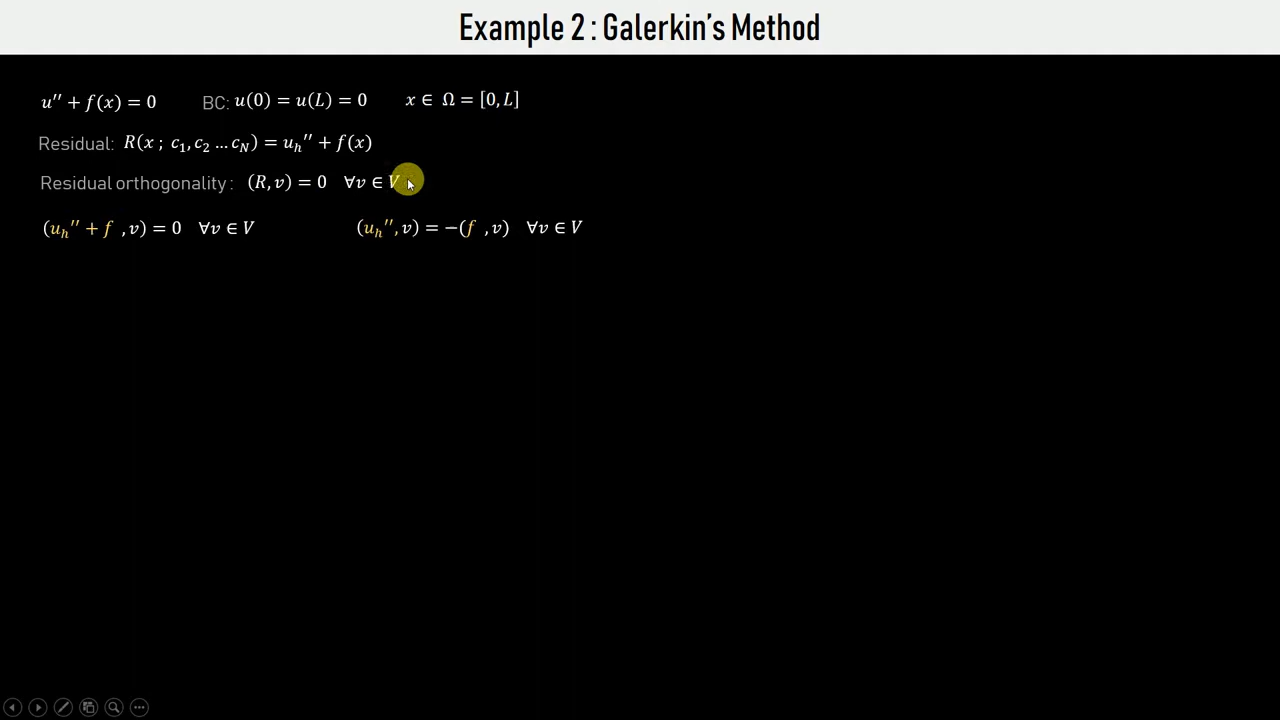 Example 2 : Galerkin's Method
u′′ + f(x) = 0 BC: u(0) = u(L) = 0 x ∈ Ω = [0, L]
Residual: R(x ; c₁, c₂ … c_N) = u_h′′ + f(x)
Residual orthogonality : (R, v) = 0 ∀v ∈ V
(u_h′′ + f , v) = 0 ∀v ∈ V (u_h′′, v) = −(f , v) ∀v ∈ V